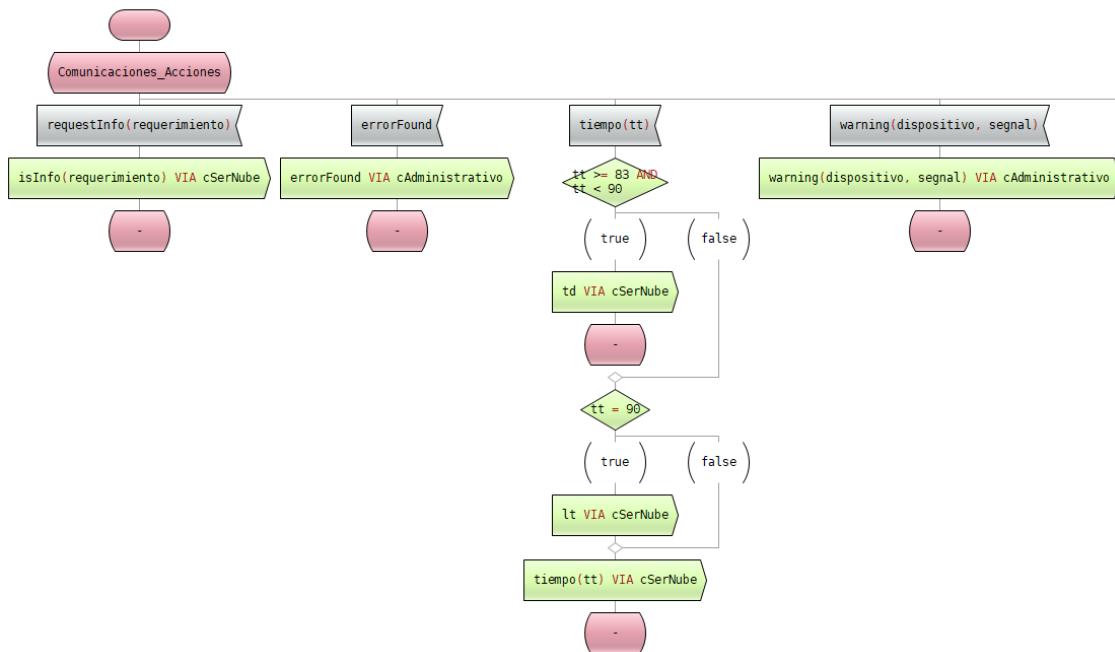 Comunicaciones_Acciones
requestInfo(requerimiento)
errorFound
tiempo(tt)
warning(dispositivo, segnal)
isInfo(requerimiento) VIA cSerNube
errorFound VIA cAdministrativo
tt >= 83 AND
tt < 90
warning(dispositivo, segnal) VIA cAdministrativo
-
-
true
false
-
td VIA cSerNube
-
tt = 90
true
false
lt VIA cSerNube
tiempo(tt) VIA cSerNube
-